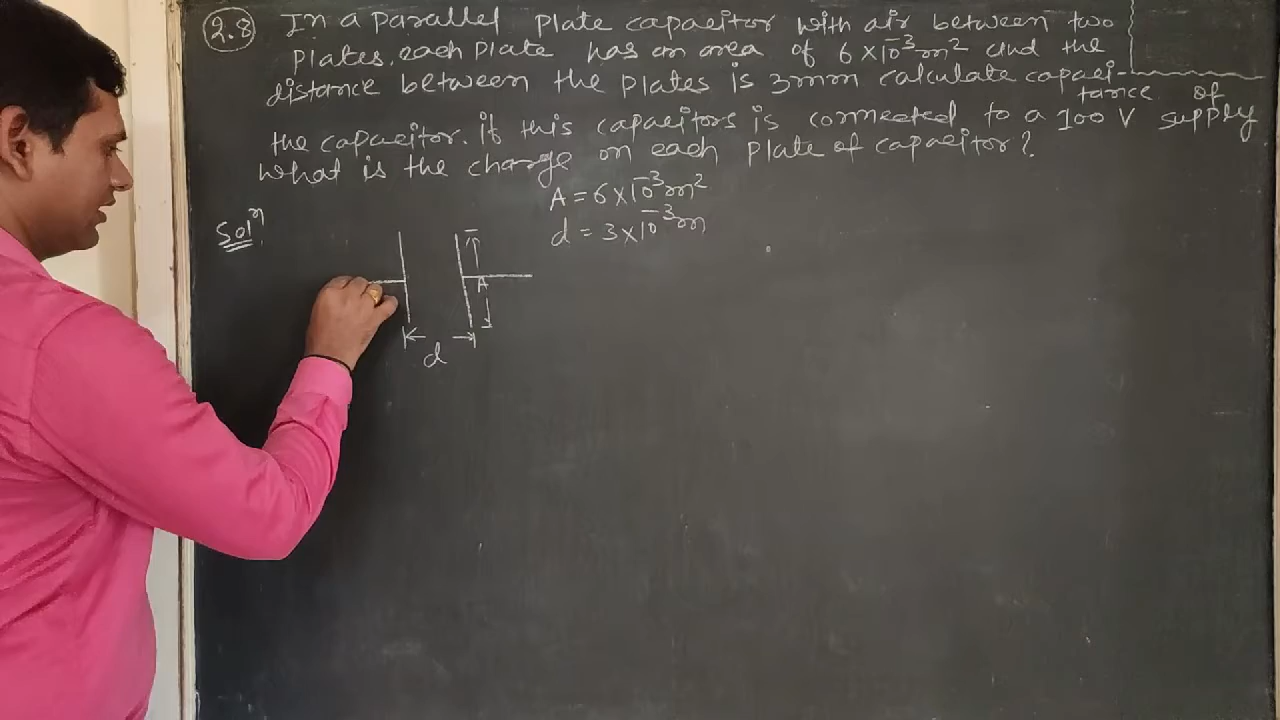 2.8 In a parallel plate capacitor with air between two
plates, each plate has an area of 6×10⁻³m² and the
distance between the plates is 3mm calculate capaci-
tance of
the capacitor. if this capacitors is connected to a 100 V supply
what is the charge on each plate of capacitor?
A = 6×10⁻³m²
d = 3×10⁻³m
Solⁿ
A
d